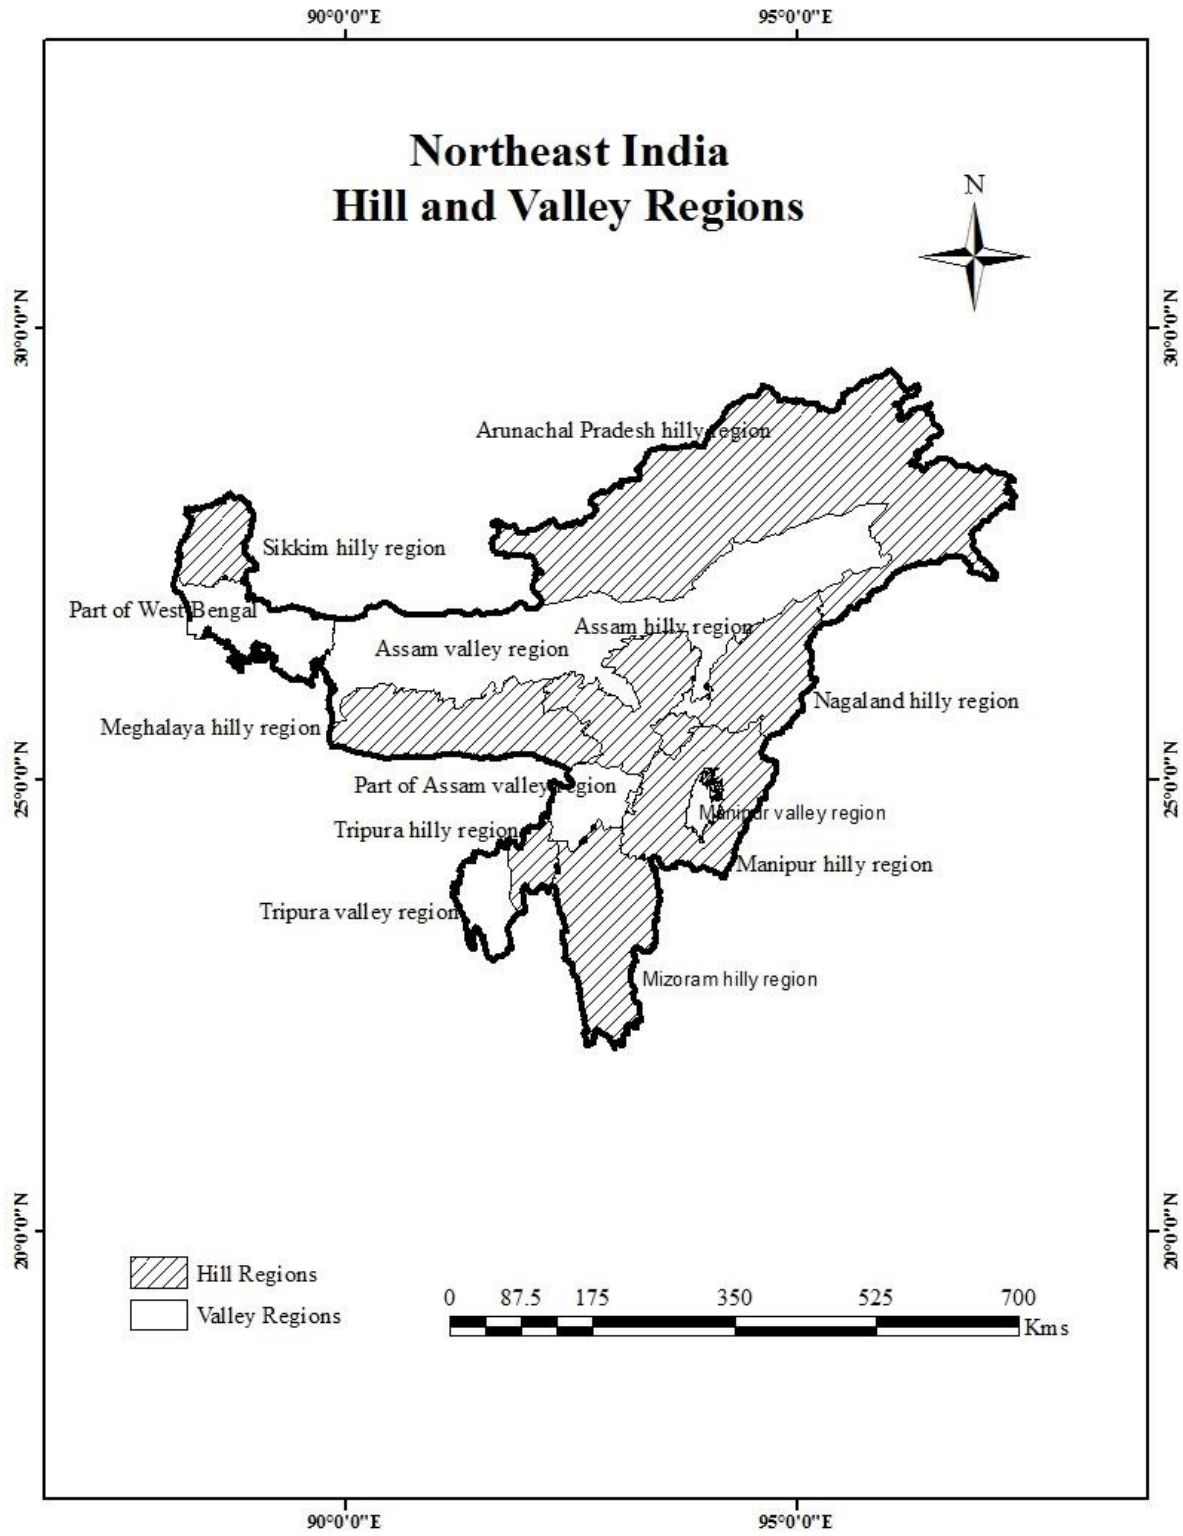 90°0'0"E 95°0'0"E
Northeast India
Hill and Valley Regions
N
30°0'0"N 30°0'0"N
Arunachal Pradesh hilly region
Sikkim hilly region
Part of West Bengal
Assam hilly region
Assam valley region
Nagaland hilly region
Meghalaya hilly region
25°0'0"N 25°0'0"N
Part of Assam valley region
Manipur valley region
Tripura hilly region
Manipur hilly region
Tripura valley region
Mizoram hilly region
20°0'0"N 20°0'0"N
Hill Regions
Valley Regions
0 87.5 175 350 525 700
Kms
90°0'0"E 95°0'0"E